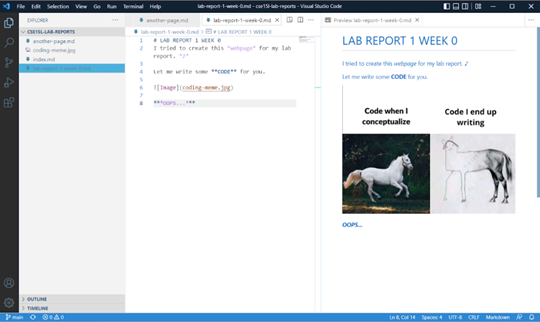 File Edit Selection View Go Run Terminal Help
lab-report-1-week-0.md - cse15l-lab-reports - Visual Studio Code
EXPLORER
CSE15L-LAB-REPORTS
another-page.md
coding-meme.jpg
index.md
lab-report-1-week-0.md
OUTLINE
TIMELINE
another-page.md
lab-report-1-week-0.md
lab-report-1-week-0.md > # LAB REPORT 1 WEEK 0
1 # LAB REPORT 1 WEEK 0
2 I tried to create this
for my lab
report.
3
4 Let me write some **CODE** for you.
5
6 ![Image](coding-meme.jpg)
7
8
Preview lab-report-1-week-0.md
LAB REPORT 1 WEEK 0
I tried to create this webpage for my lab report. ♪
Let me write some CODE for you.
Code when I
conceptualize
Code I end up
writing
OOPS...
main
0 0
Ln 8, Col 14 Spaces: 4 UTF-8 CRLF Markdown